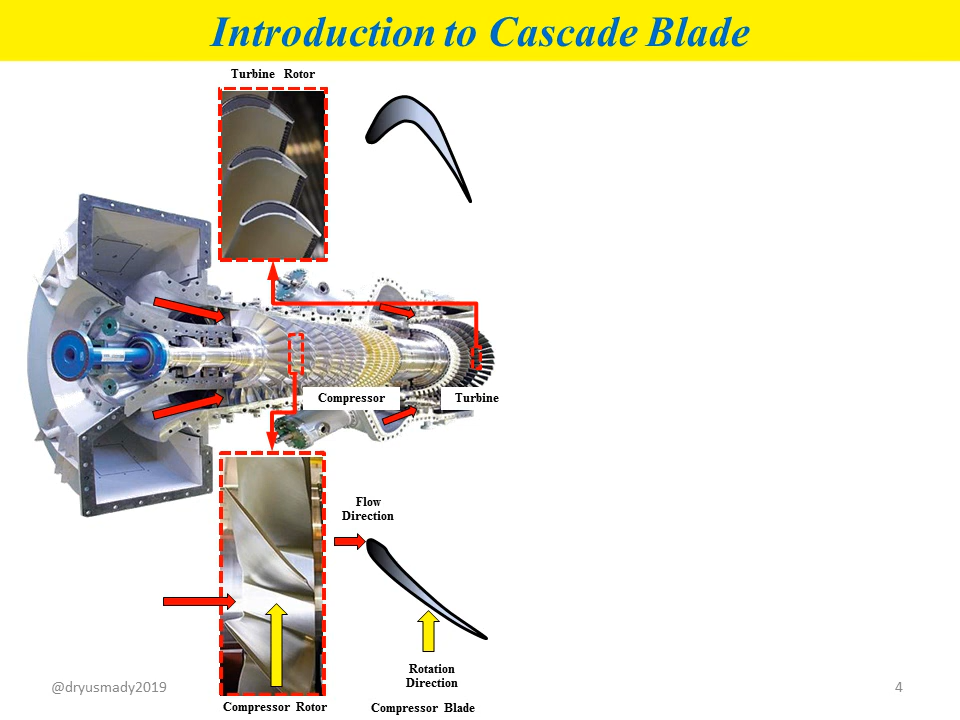 Introduction to Cascade Blade
Turbine Rotor
Compressor
Turbine
Flow
Direction
Rotation
Direction
Compressor Rotor
Compressor Blade
@dryusmady2019
4